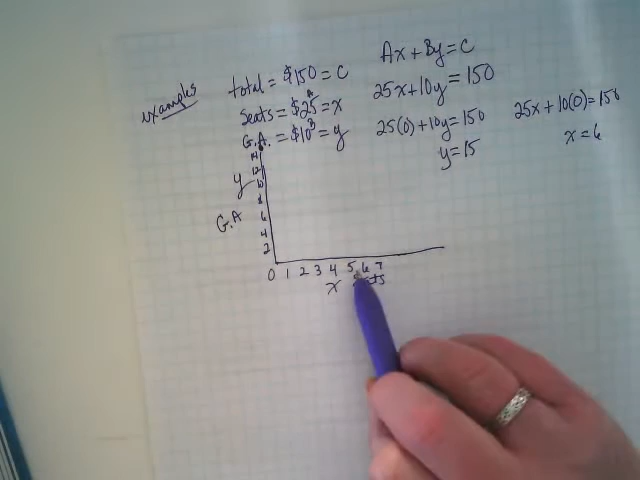 examples
total = $150 = C
Seats = $25 = x
A
G.A. = $10 = y
B
Ax + By = C
25x + 10y = 150
25(0) + 10y = 150
y = 15
25x + 10(0) = 150
x = 6
y
G.A
14
12
10
8
6
4
2
0 1 2 3 4 5 6 7
x